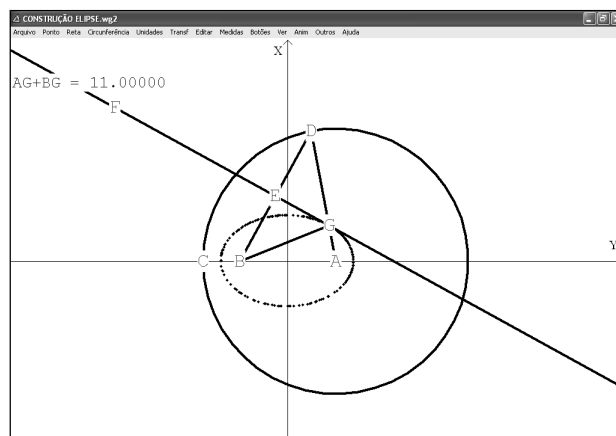 CONSTRUÇÃO ELIPSE.wg2
Arquivo Ponto Reta Circunferência Unidades Transf Editar Medidas Botões Ver Anim Outros Ajuda
X
AG+BG = 11.00000
F
D
E
G
Y
C B A